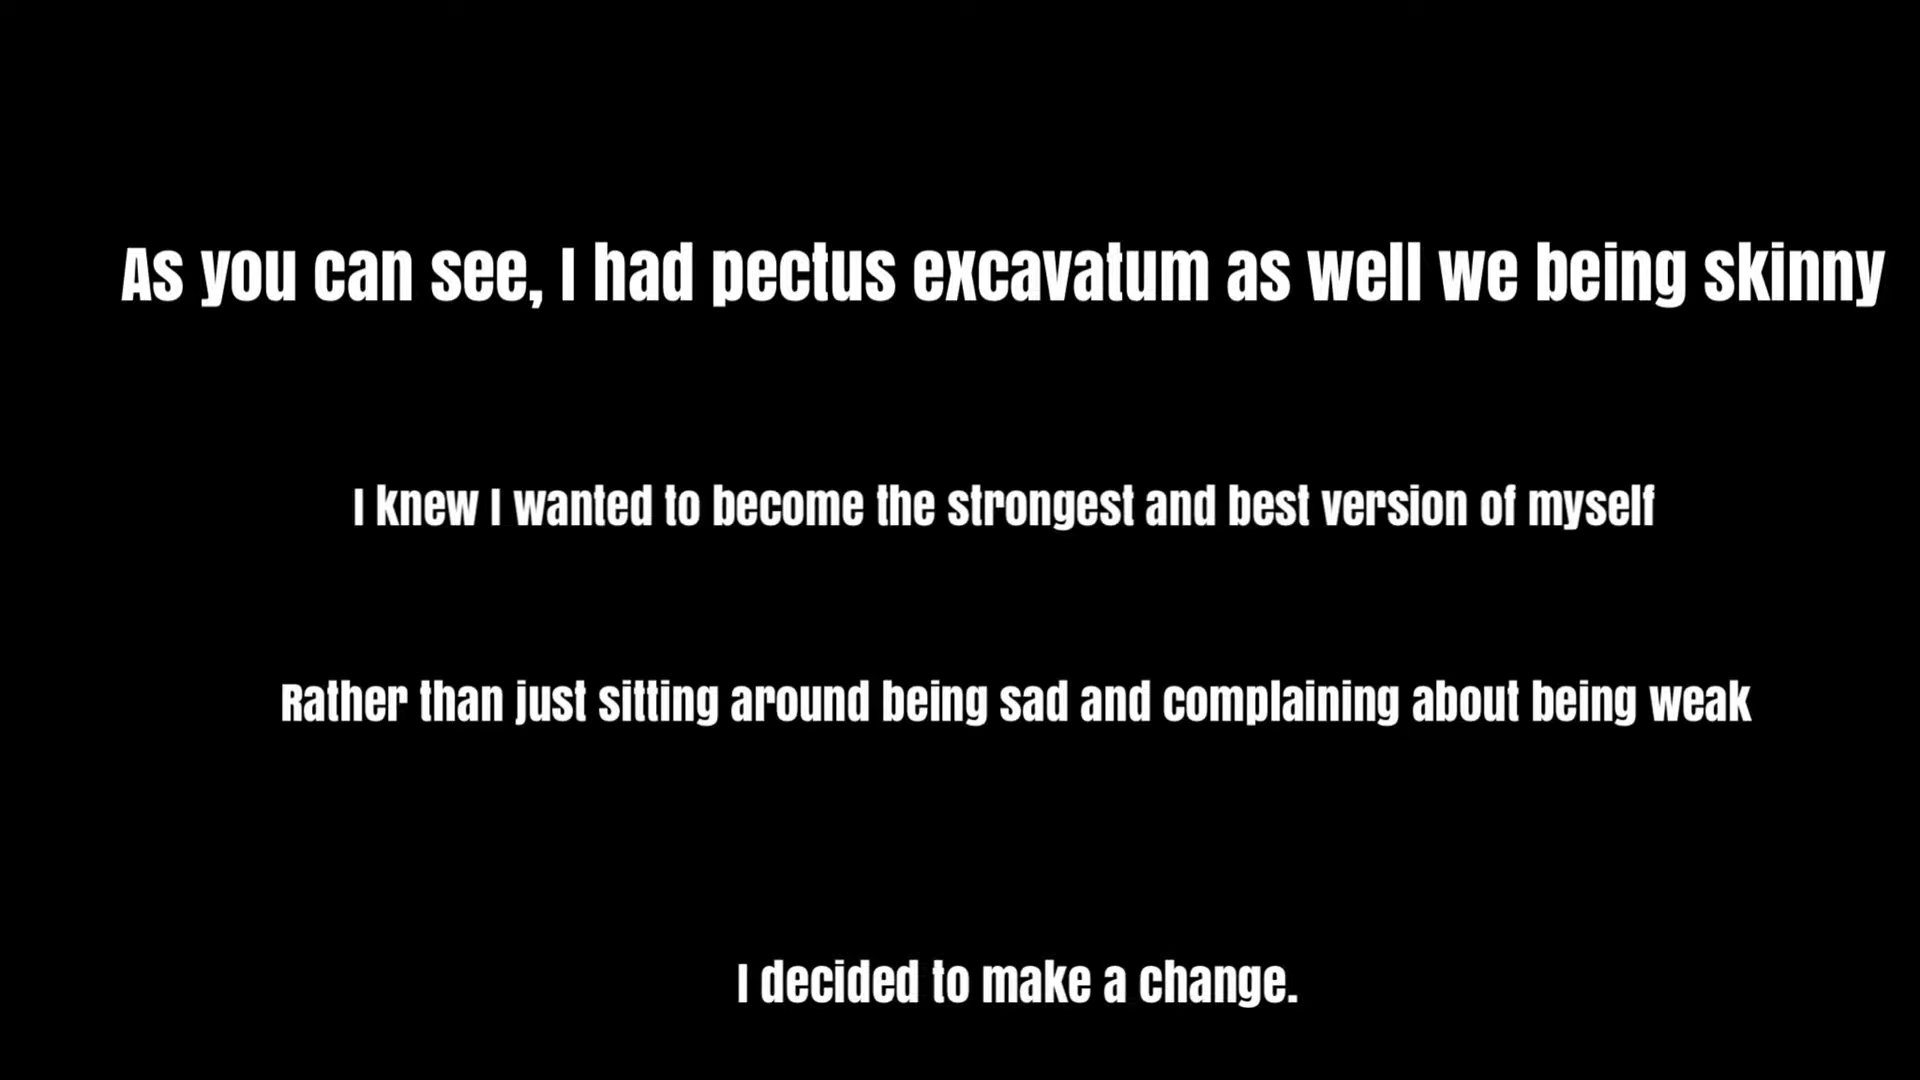 As you can see, I had pectus excavatum as well we being skinny
I knew I wanted to become the strongest and best version of myself
Rather than just sitting around being sad and complaining about being weak
I decided to make a change.